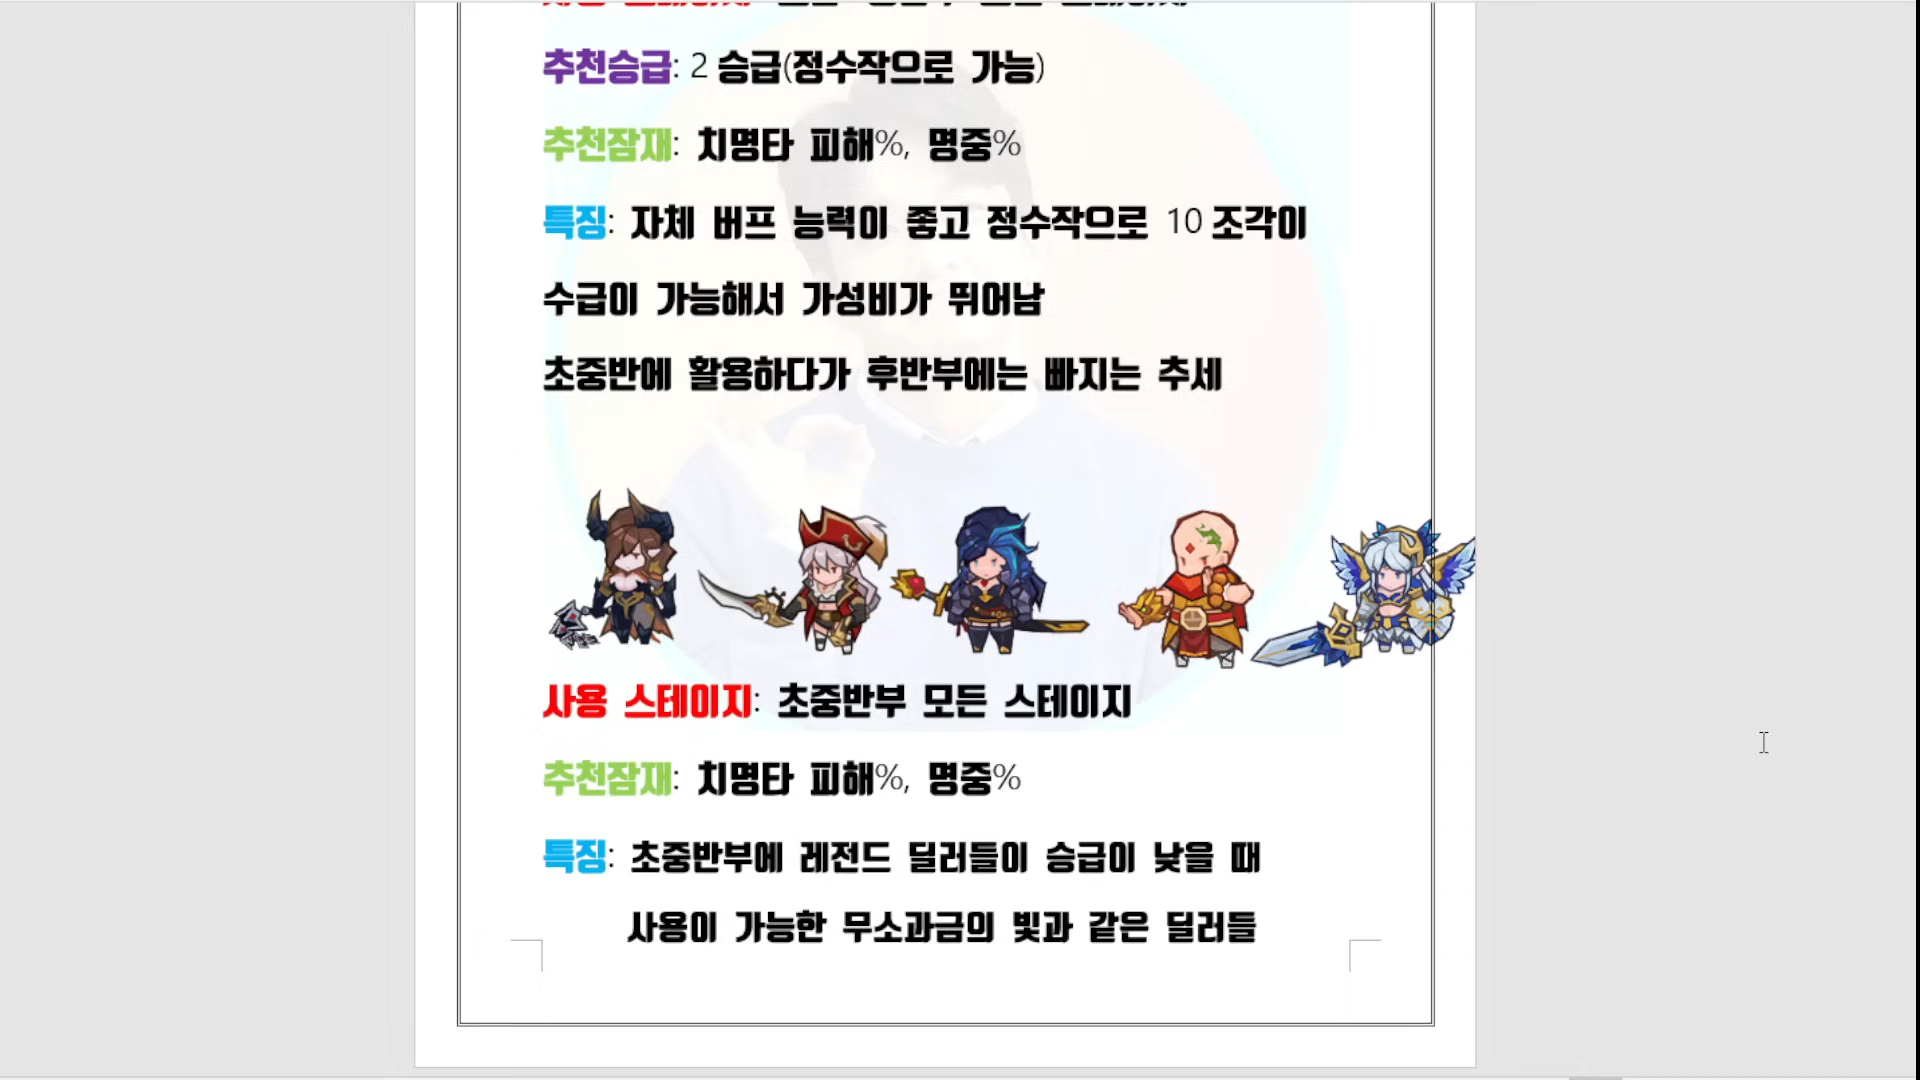 추천승급: 2 승급(정수작으로 가능)
추천잠재: 치명타 피해%, 명중%
특징: 자체 버프 능력이 좋고 정수작으로 10 조각이
수급이 가능해서 가성비가 뛰어남
초중반에 활용하다가 후반부에는 빠지는 추세
사용 스테이지: 초중반부 모든 스테이지
추천잠재: 치명타 피해%, 명중%
특징: 초중반부에 레전드 딜러들이 승급이 낮을 때
사용이 가능한 무소과금의 빛과 같은 딜러들